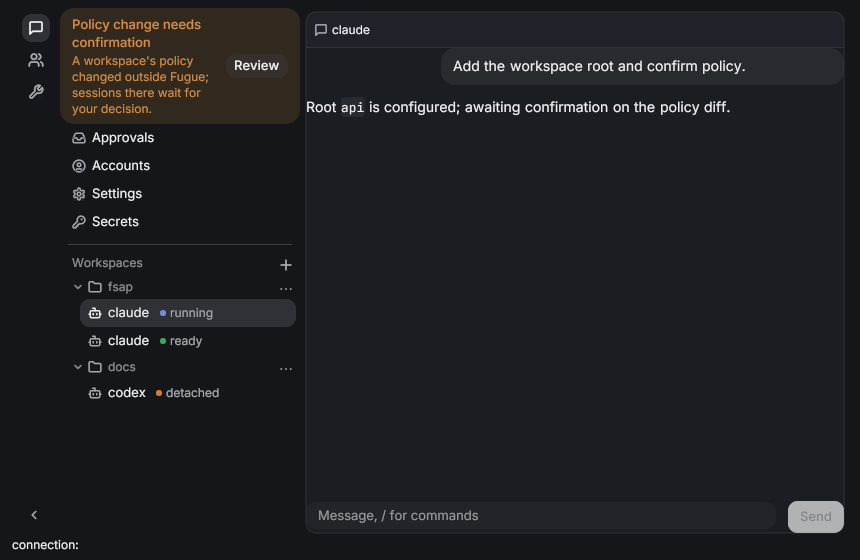 Policy change needs
confirmation
A workspace's policy
changed outside Fugue;
sessions there wait for
your decision.
Review
Approvals
Accounts
Settings
Secrets
Workspaces
fsap
...
claude running
claude ready
docs
...
codex detached
connection:
claude
Add the workspace root and confirm policy.
Root api is configured; awaiting confirmation on the policy diff.
Message, / for commands
Send